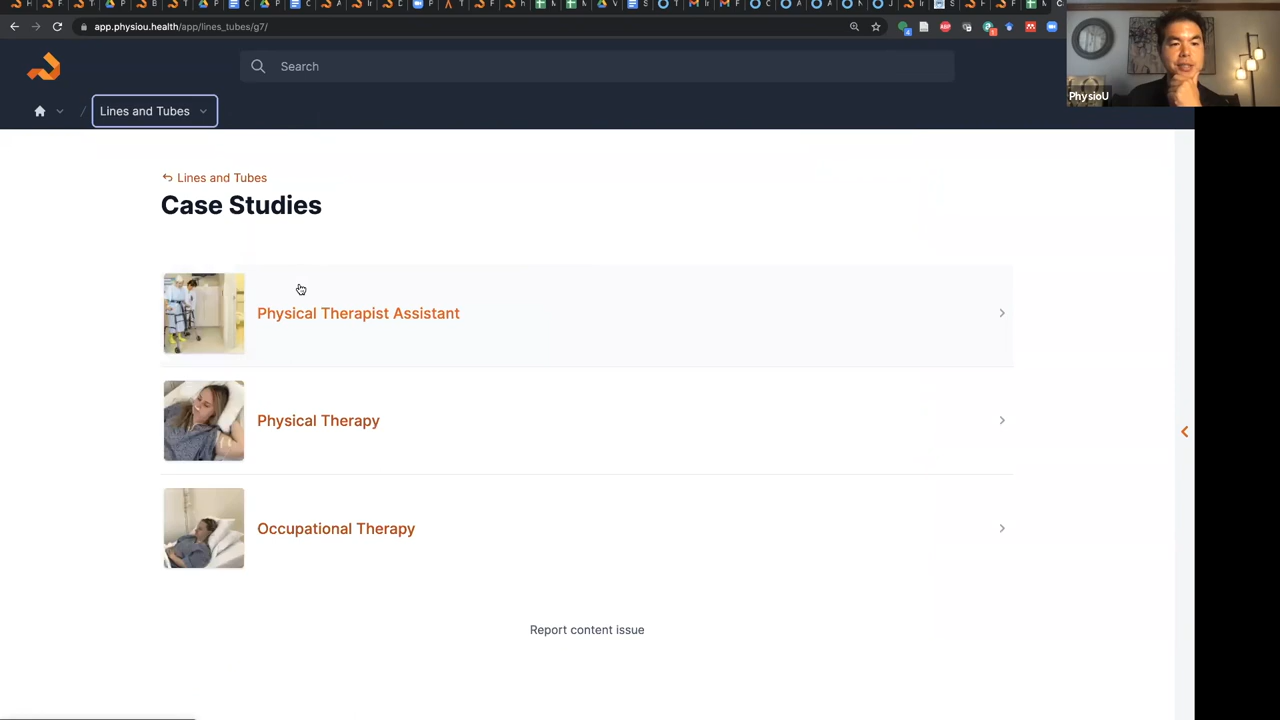 app.physiou.health/app/lines_tubes/g7/
Search
PhysioU
/ Lines and Tubes
Lines and Tubes
Case Studies
Physical Therapist Assistant
Physical Therapy
Occupational Therapy
Report content issue